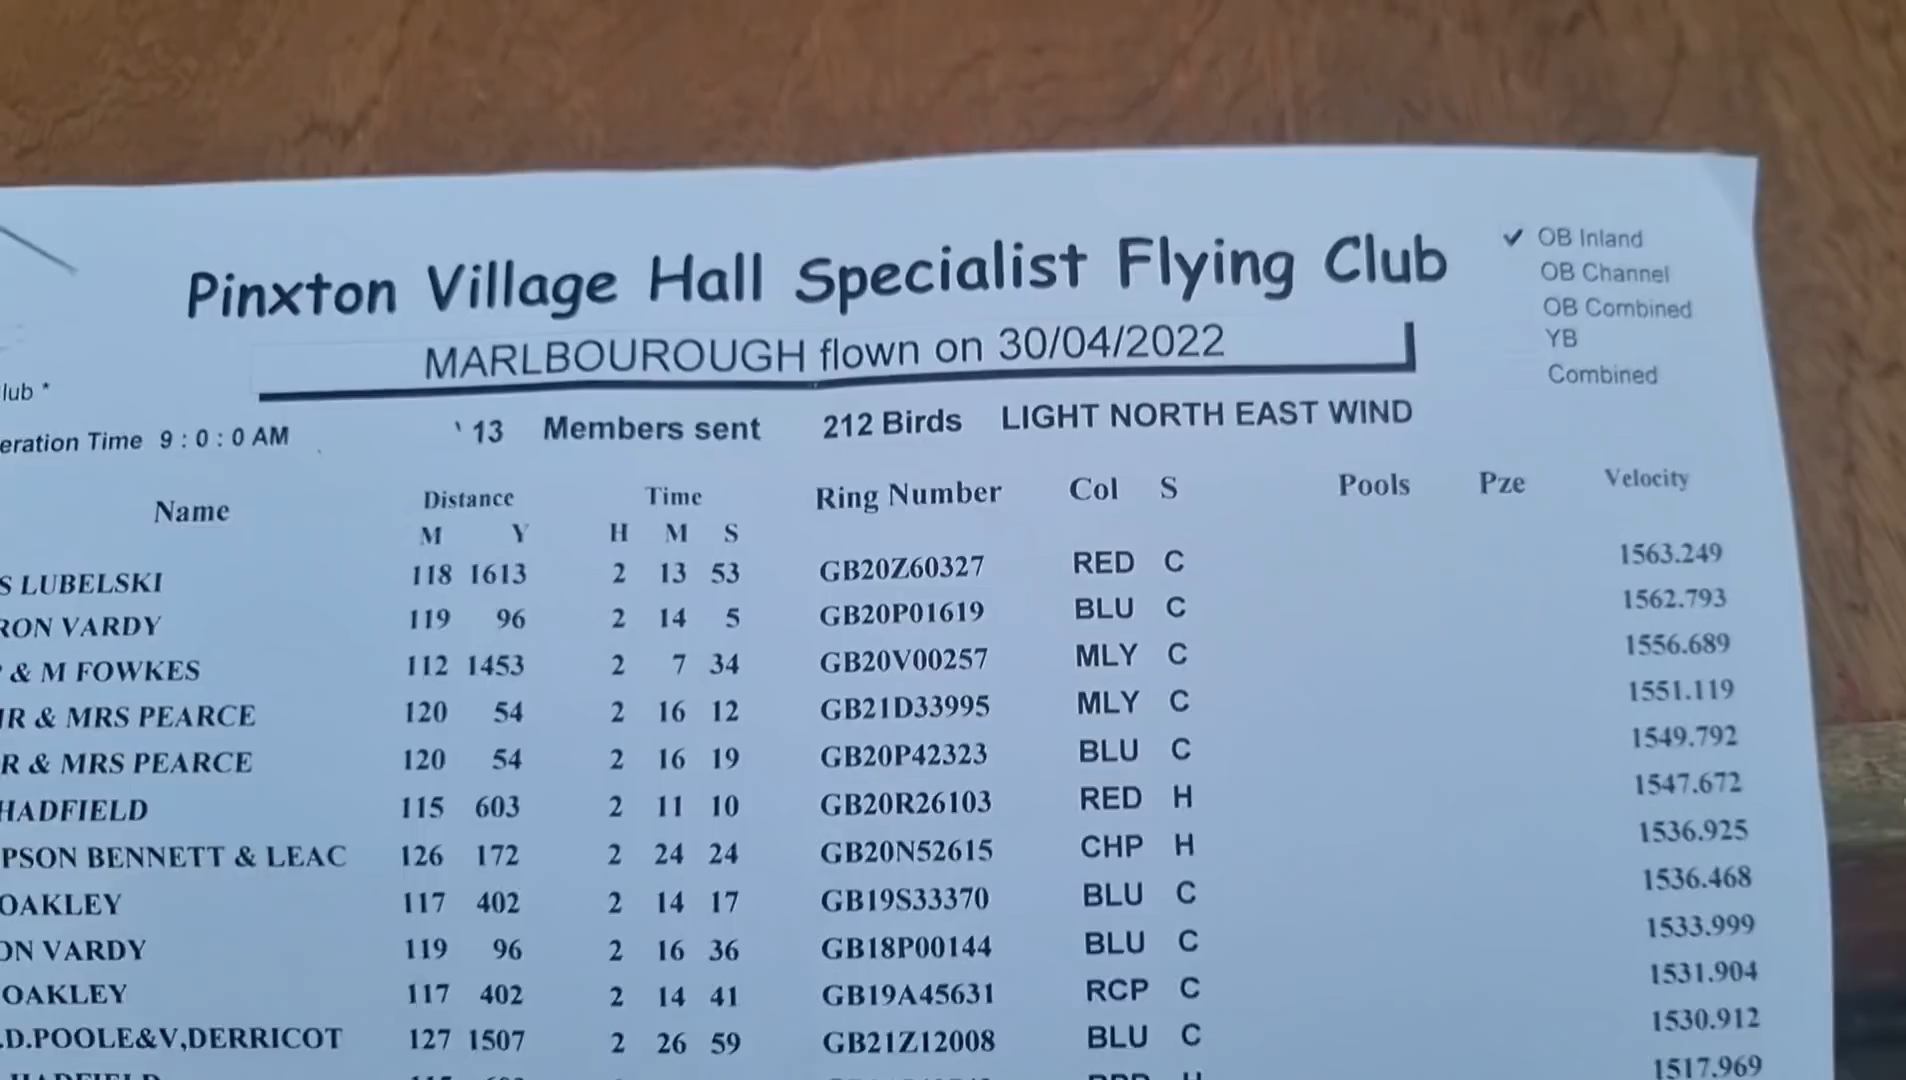 Pinxton Village Hall Specialist Flying Club
✓ OB Inland
OB Channel
OB Combined
YB
Combined
MARLBOUROUGH flown on 30/04/2022
lub *
eration Time 9 : 0 : 0 AM ' 13 Members sent 212 Birds LIGHT NORTH EAST WIND
Name Distance Time Ring Number Col S Pools Pze Velocity
M Y H M S
S LUBELSKI 118 1613 2 13 53 GB20Z60327 RED C 1563.249
RON VARDY 119 96 2 14 5 GB20P01619 BLU C 1562.793
& M FOWKES 112 1453 2 7 34 GB20V00257 MLY C 1556.689
R & MRS PEARCE 120 54 2 16 12 GB21D33995 MLY C 1551.119
R & MRS PEARCE 120 54 2 16 19 GB20P42323 BLU C 1549.792
HADFIELD 115 603 2 11 10 GB20R26103 RED H 1547.672
PSON BENNETT & LEAC 126 172 2 24 24 GB20N52615 CHP H 1536.925
OAKLEY 117 402 2 14 17 GB19S33370 BLU C 1536.468
ON VARDY 119 96 2 16 36 GB18P00144 BLU C 1533.999
OAKLEY 117 402 2 14 41 GB19A45631 RCP C 1531.904
.D.POOLE&V,DERRICOT 127 1507 2 26 59 GB21Z12008 BLU C 1530.912
HADFIELD 1517.969